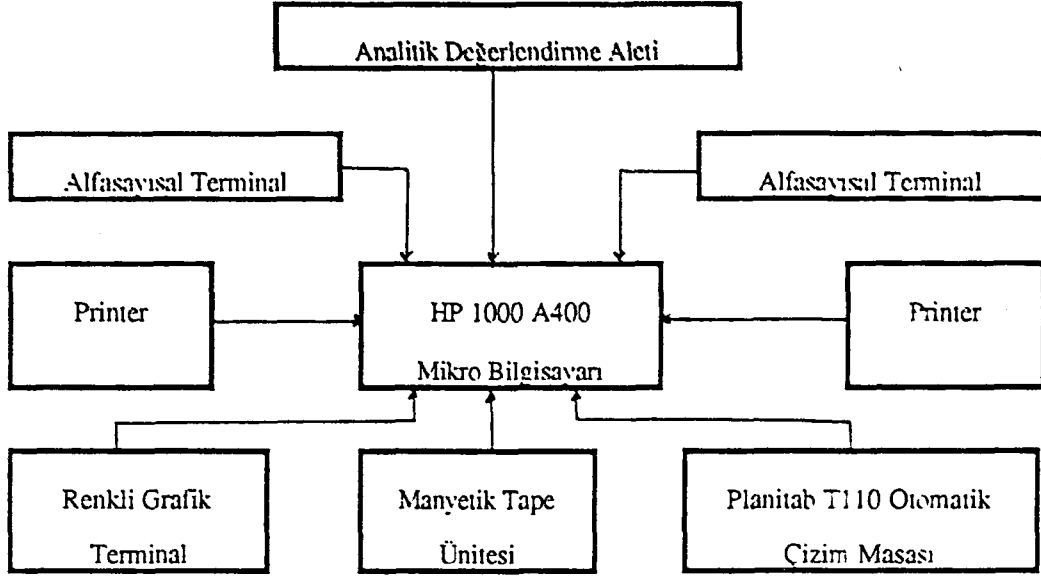 Analitik Değerlendirme Aleti
Alfasayısal Terminal
Alfasayısal Terminal
Printer
HP 1000 A400
Mikro Bilgisayarı
Printer
Renkli Grafik
Terminal
Manyetik Tape
Ünitesi
Planitab T110 Otomatik
Çizim Masası